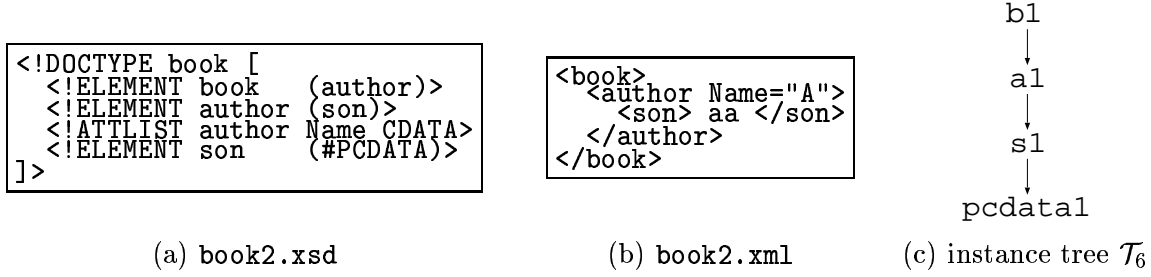 <!DOCTYPE book [
<!ELEMENT book (author)>
<!ELEMENT author (son)>
<!ATTLIST author Name CDATA>
<!ELEMENT son (#PCDATA)>
]>
(a) book2.xsd
<book>
<author Name="A">
<son> aa </son>
</author>
</book>
(b) book2.xml
b1
a1
s1
pcdata1
(c) instance tree 𝒯₆